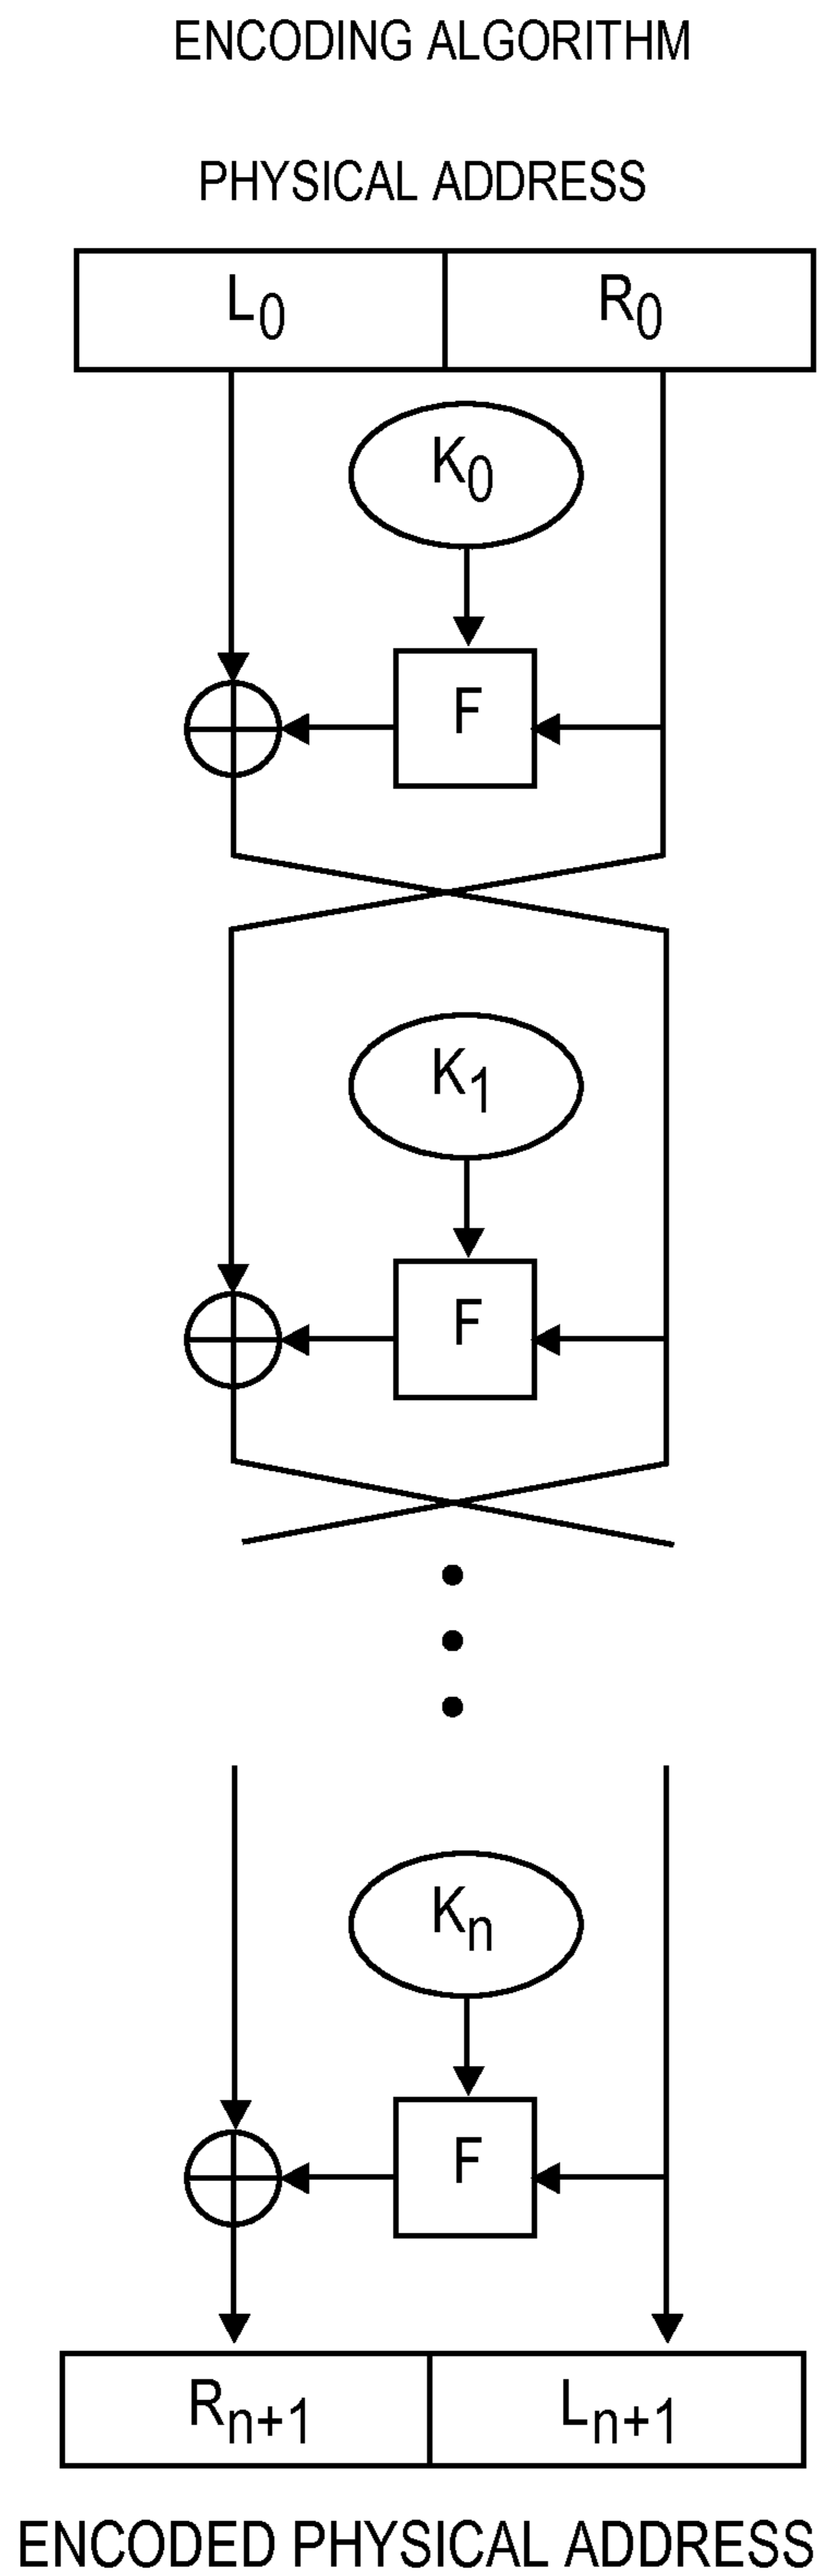 ENCODING ALGORITHM
PHYSICAL ADDRESS
L0 R0
K0
F
K1
F
Kn
F
Rn+1 Ln+1
ENCODED PHYSICAL ADDRESS